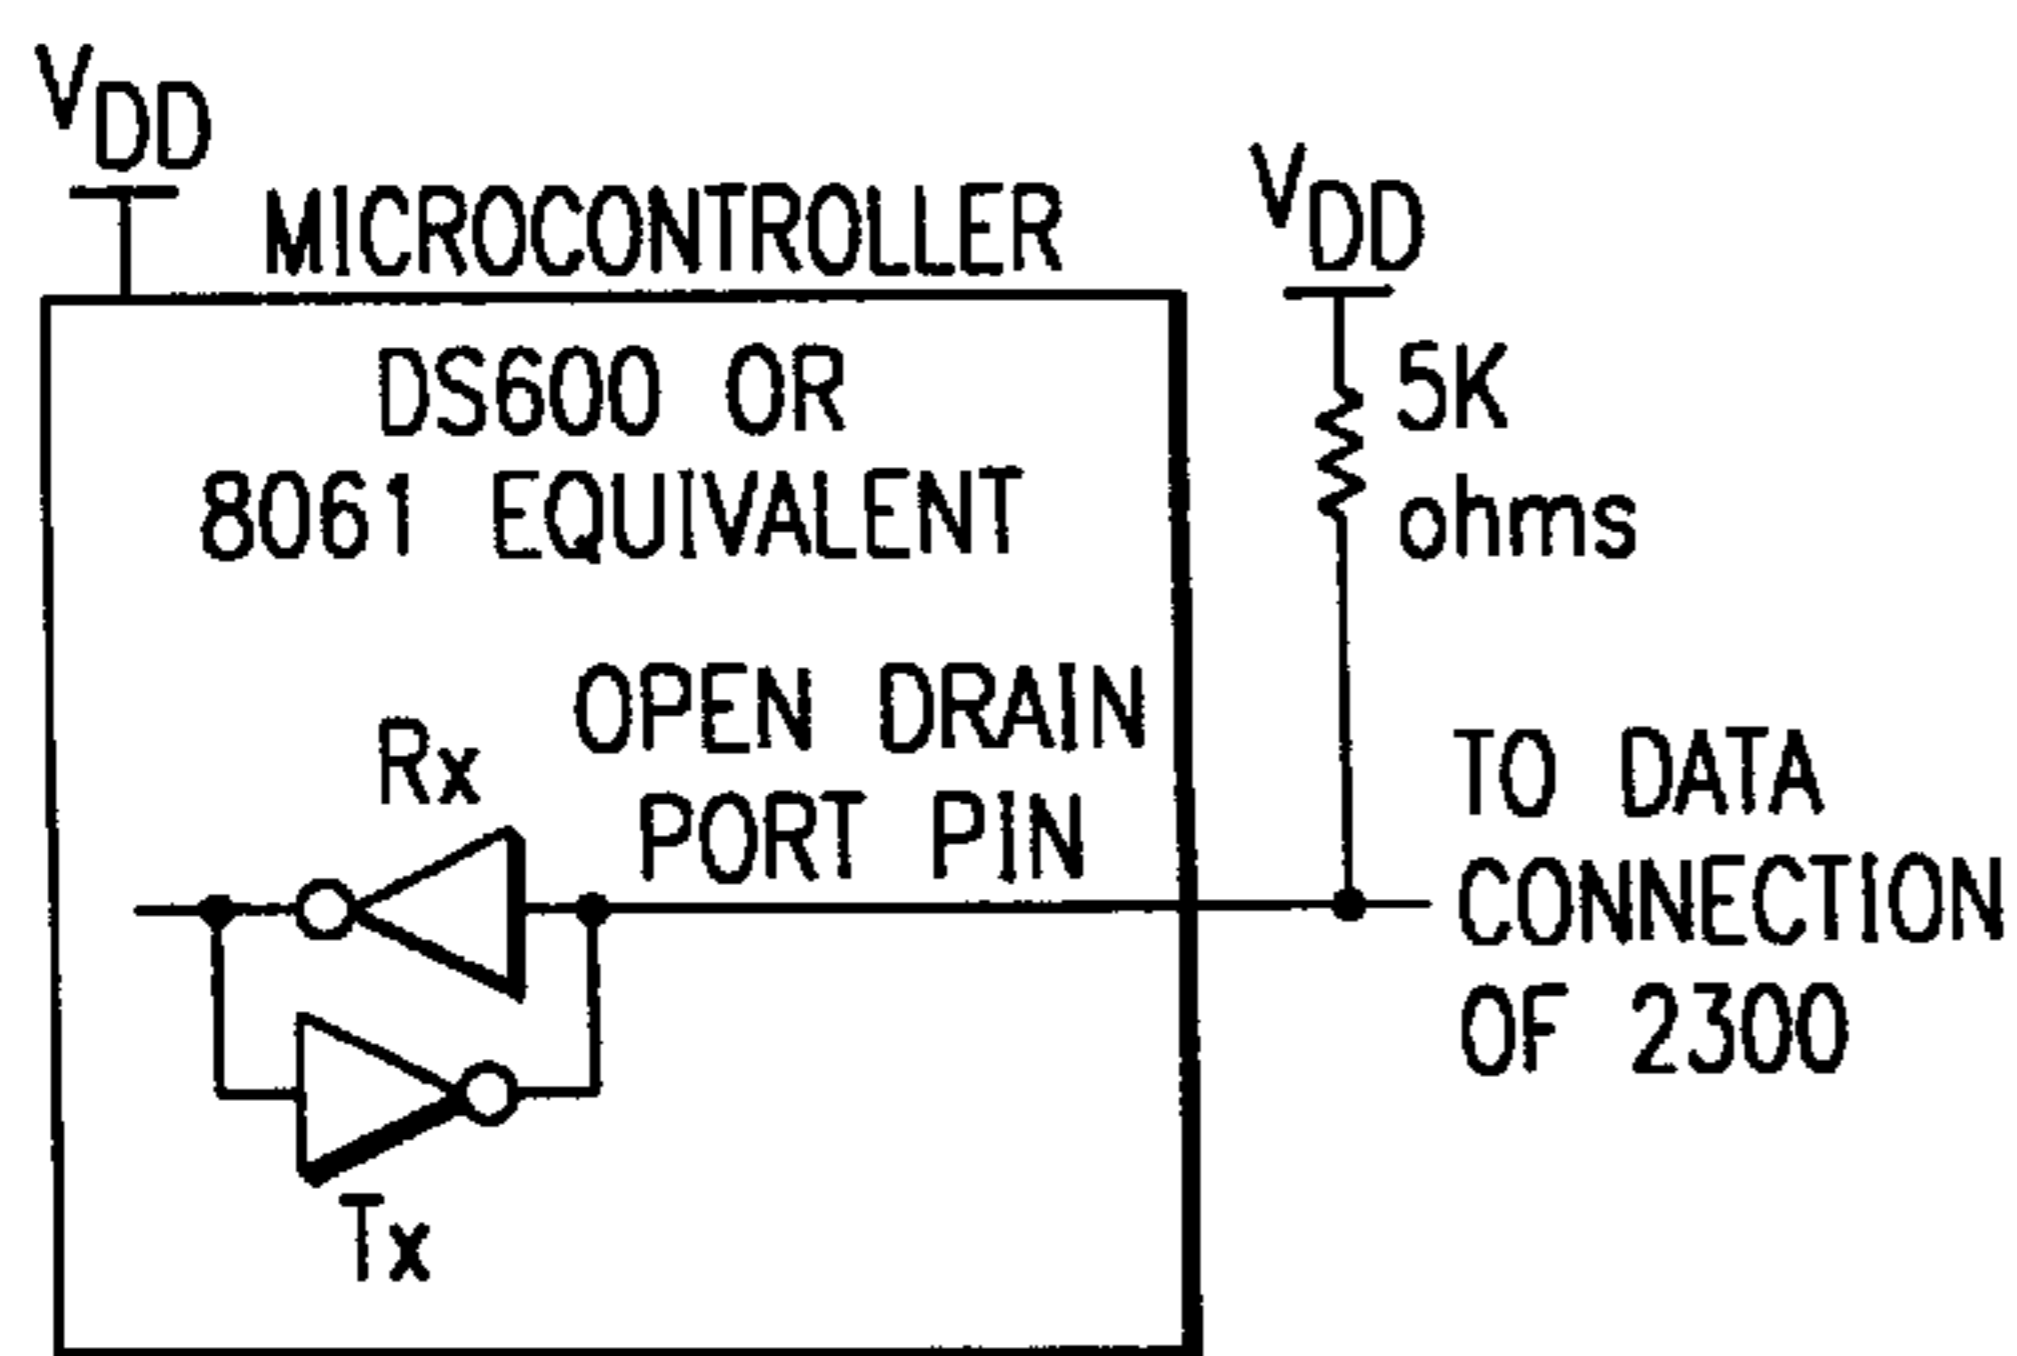 VDD
MICROCONTROLLER
VDD
DS600 OR
8061 EQUIVALENT
5K
ohms
OPEN DRAIN
PORT PIN
Rx
Tx
TO DATA
CONNECTION
OF 2300